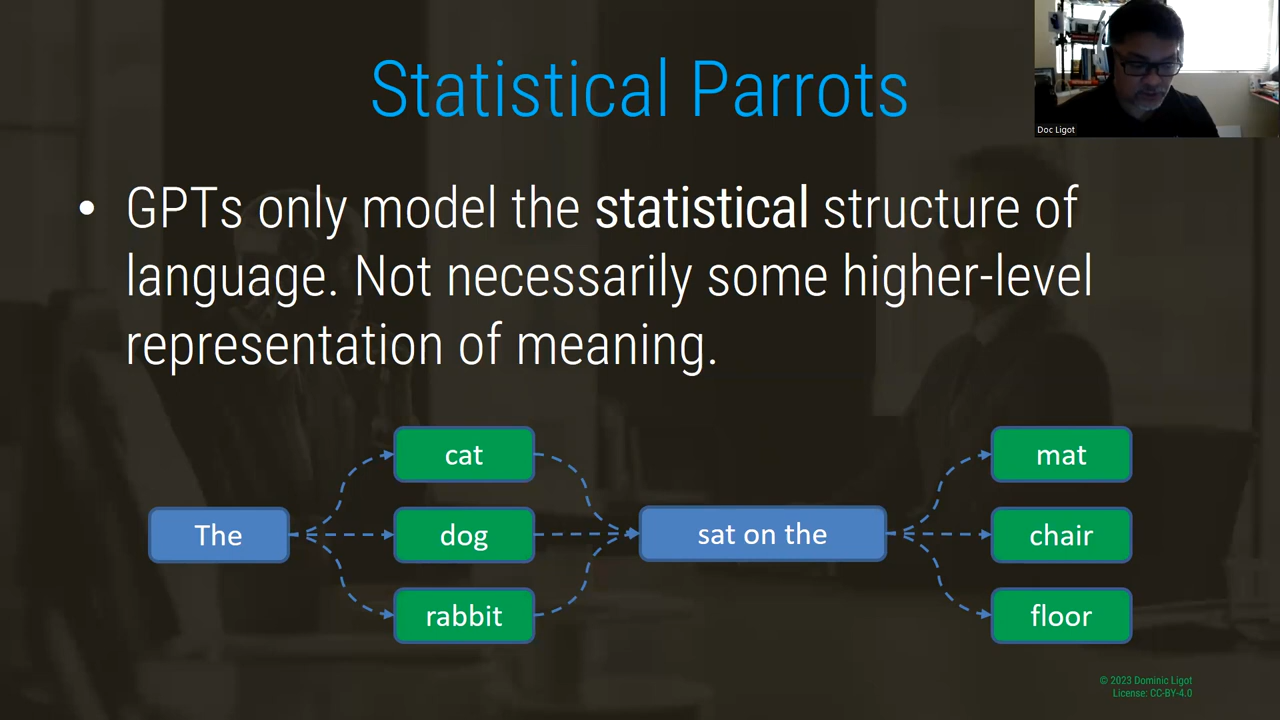 Statistical Parrots
Doc Ligot
• GPTs only model the statistical structure of
language. Not necessarily some higher-level
representation of meaning.
The
cat
dog
rabbit
sat on the
mat
chair
floor
© 2023 Dominic Ligot
License: CC-BY-4.0